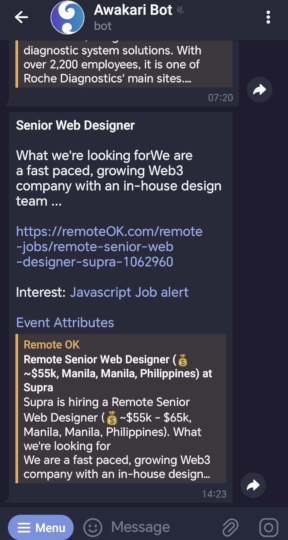 Awakari Bot
bot
diagnostic system solutions. With
over 2,200 employees, it is one of
Roche Diagnostics' main sites....
07:20
Senior Web Designer
What we're looking forWe are
a fast paced, growing Web3
company with an in-house design
team ...
https://remoteOK.com/remote
-jobs/remote-senior-web
-designer-supra-1062960
Interest: Javascript Job alert
Event Attributes
Remote OK
Remote Senior Web Designer (💰
~$55k, Manila, Manila, Philippines) at
Supra
Supra is hiring a Remote Senior
Web Designer (💰~$55k - $65k,
Manila, Manila, Philippines). What
we're looking for
We are a fast paced, growing Web3
company with an in-house design...
14:23
Menu
Message